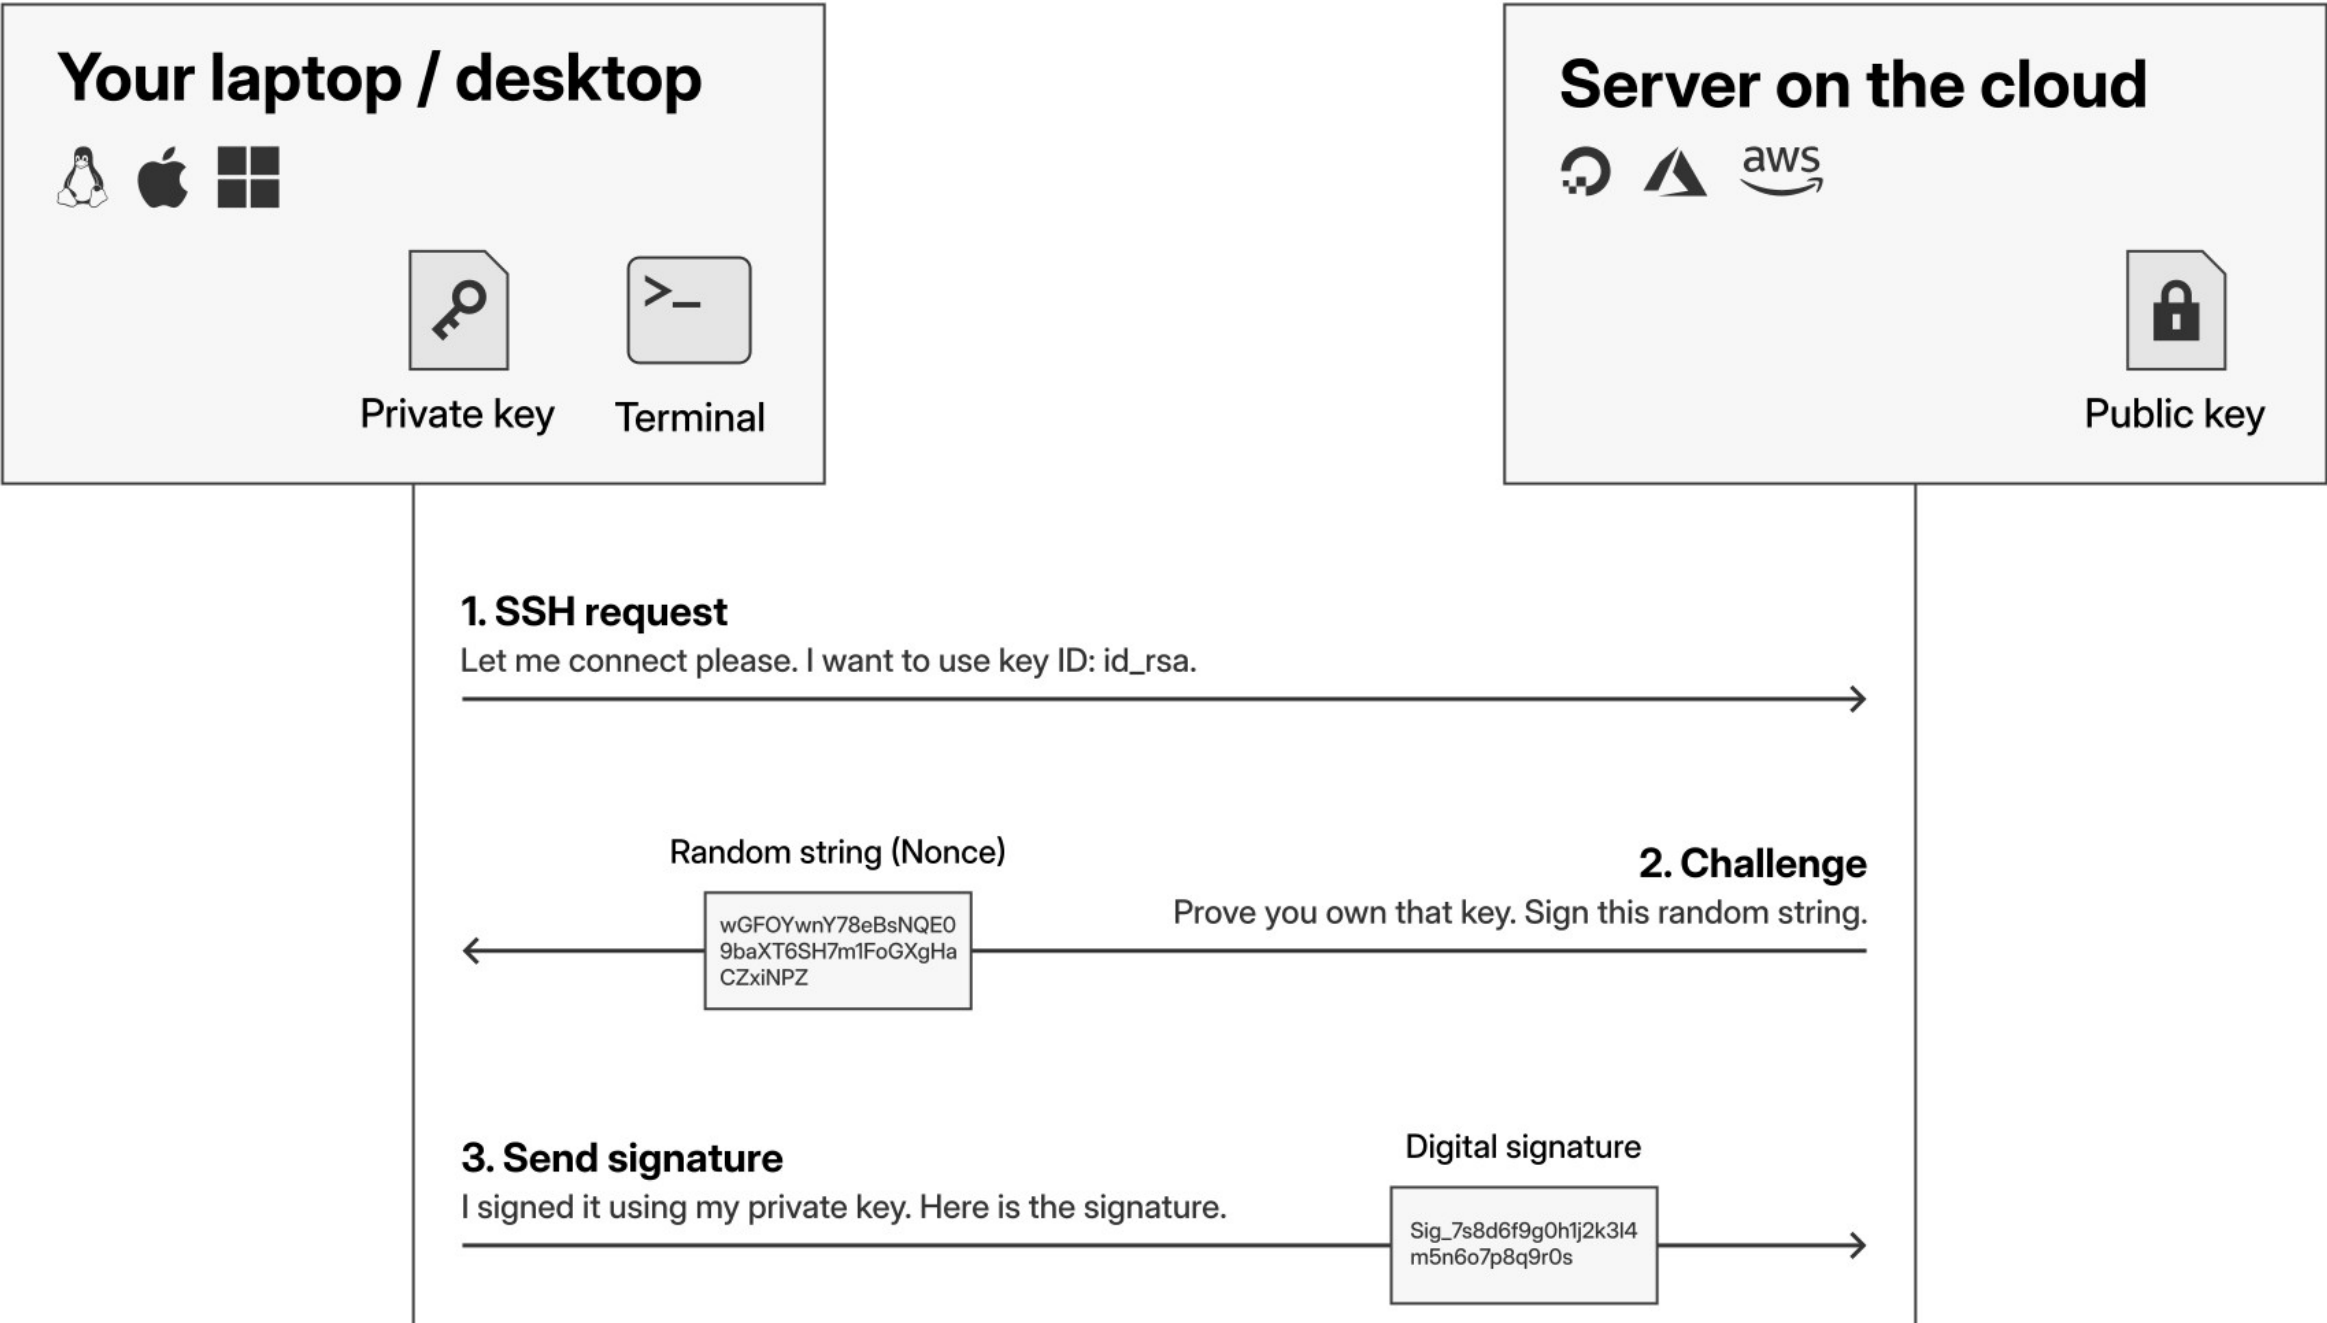 Your laptop / desktop
Private key
Terminal
Server on the cloud
aws
Public key
1. SSH request
Let me connect please. I want to use key ID: id_rsa.
2. Challenge
Prove you own that key. Sign this random string.
Random string (Nonce)
wGFOYwnY78eBsNQE0
9baXT6SH7m1FoGXgHa
CZxiNPZ
3. Send signature
I signed it using my private key. Here is the signature.
Digital signature
Sig_7s8d6f9g0h1j2k3l4
m5n6o7p8q9r0s